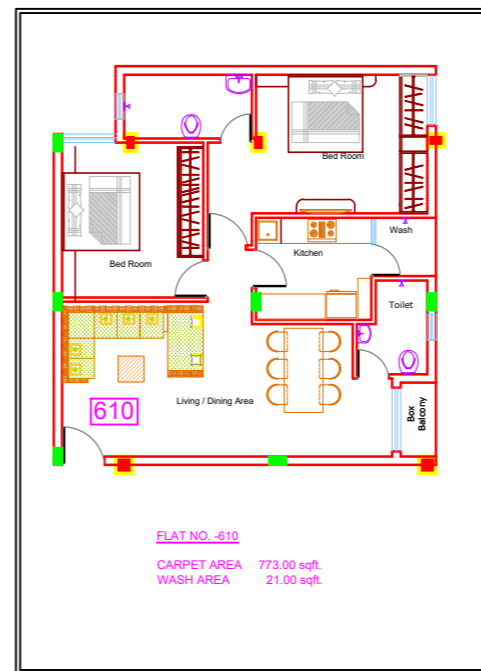 Bed Room
Wash
Kitchen
Bed Room
Toilet
Living / Dining Area
610
Box
Balcony
FLAT NO. -610
CARPET AREA 773.00 sqft.
WASH AREA 21.00 sqft.